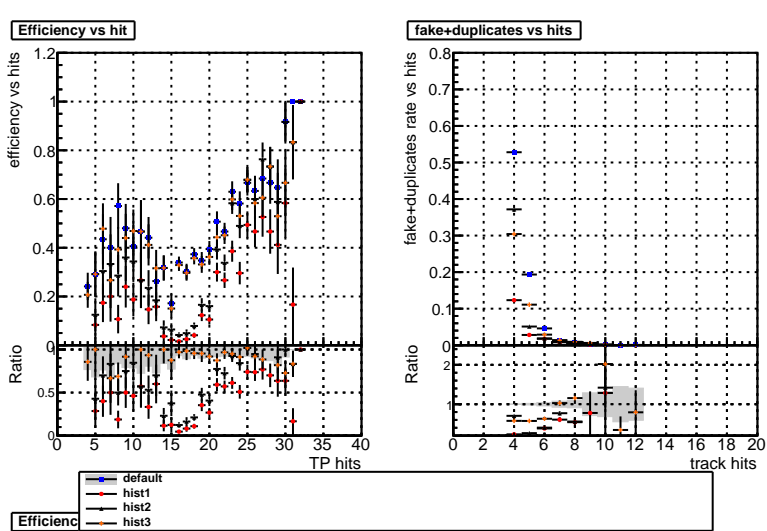 Efficiency vs hit
fake+duplicates vs hits
efficiency vs hits
1.2
1
0.8
0.6
0.4
0.2
0
Ratio
1
0.5
0
0 5 10 15 20 25 30 35 40
TP hits
fake+duplicates rate vs hits
0.8
0.7
0.6
0.5
0.4
0.3
0.2
0.1
0
Ratio
2
1
0 2 4 6 8 10 12 14 16 18 20
track hits
default
hist1
hist2
hist3
Efficienc